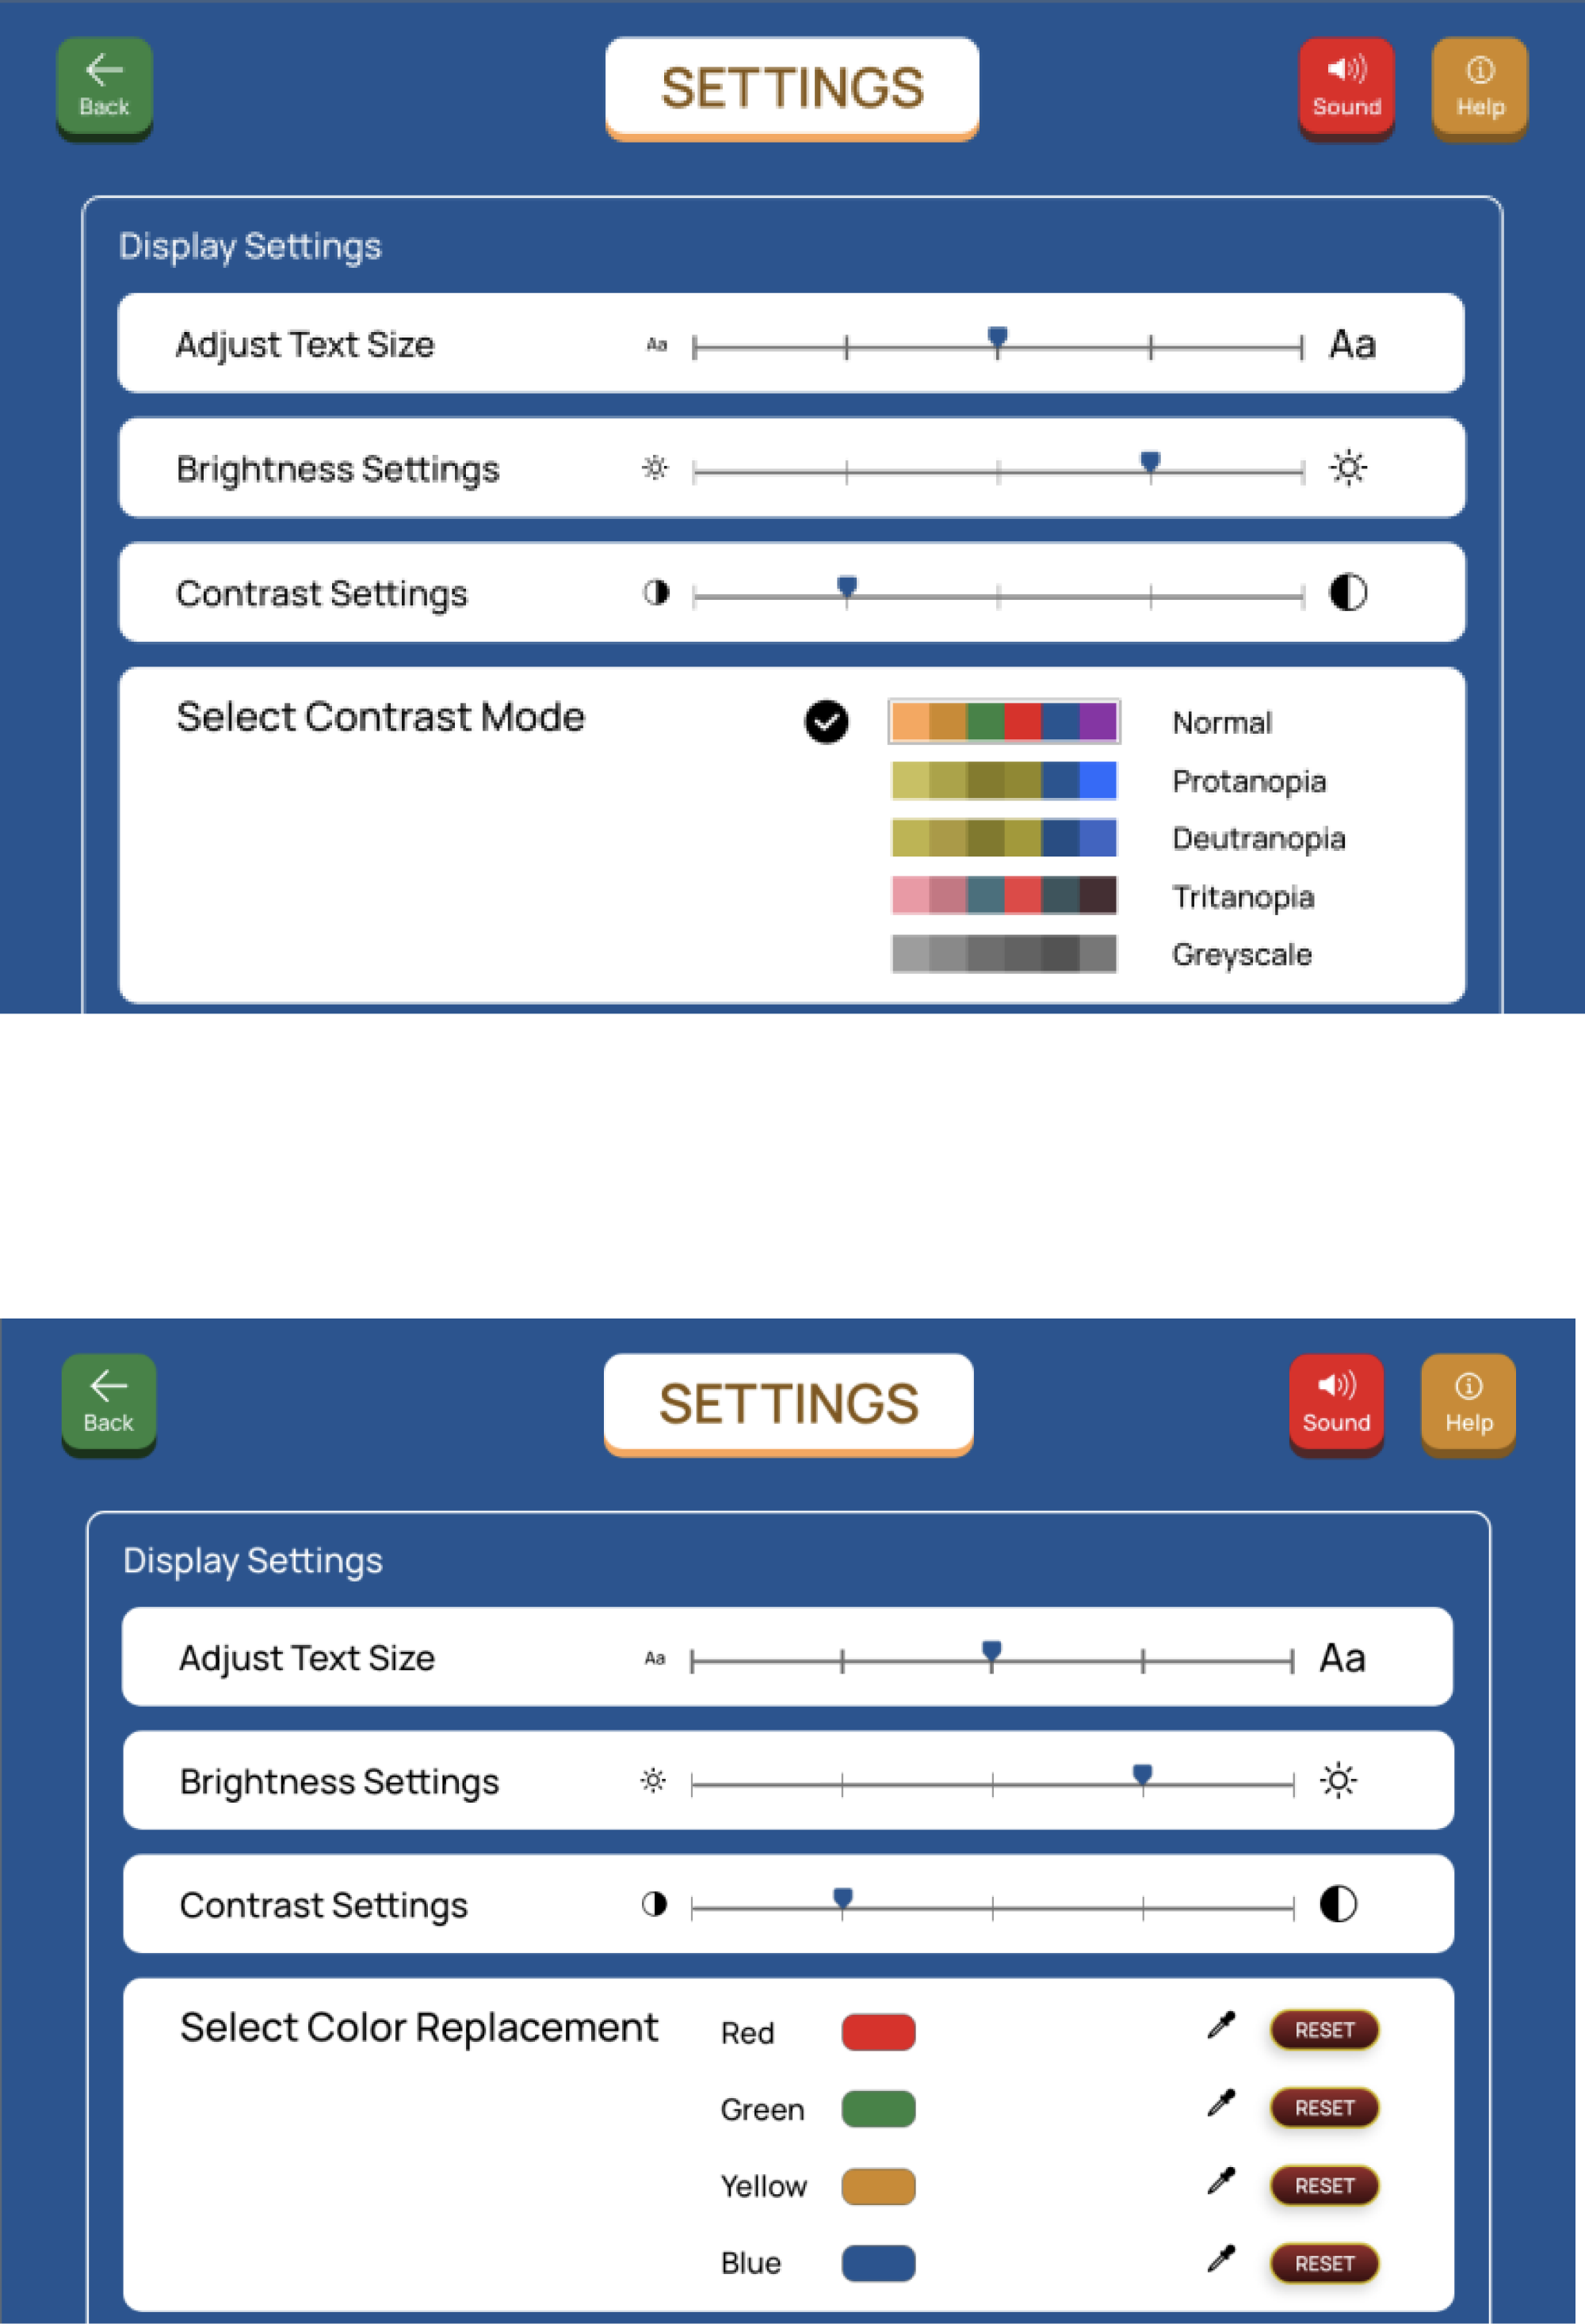 SETTINGS
Back
Sound
Help
Display Settings
Adjust Text Size Aa Aa
Brightness Settings
Contrast Settings
Select Contrast Mode Normal
Protanopia
Deutranopia
Tritanopia
Greyscale
SETTINGS
Back
Sound
Help
Display Settings
Adjust Text Size Aa Aa
Brightness Settings
Contrast Settings
Select Color Replacement Red RESET
Green RESET
Yellow RESET
Blue RESET